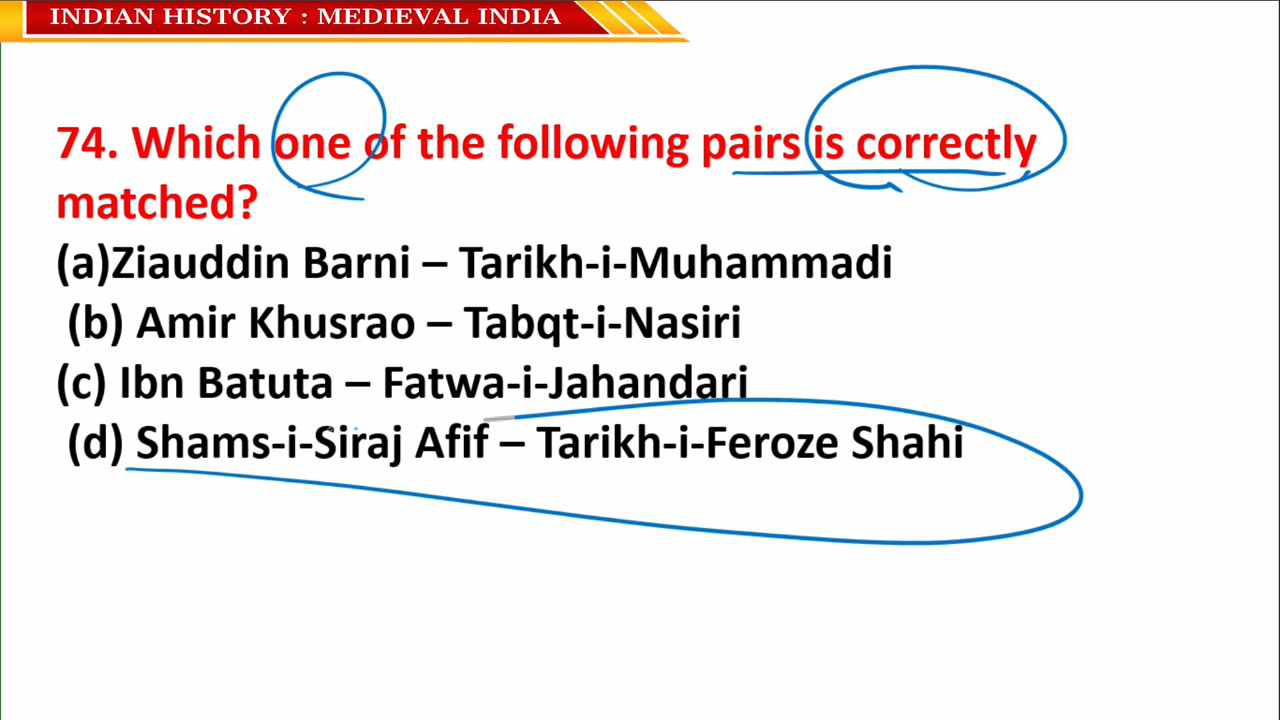 INDIAN HISTORY : MEDIEVAL INDIA
74. Which one of the following pairs is correctly
matched?
(a)Ziauddin Barni – Tarikh-i-Muhammadi
(b) Amir Khusrao – Tabqt-i-Nasiri
(c) Ibn Batuta – Fatwa-i-Jahandari
(d) Shams-i-Siraj Afif – Tarikh-i-Feroze Shahi